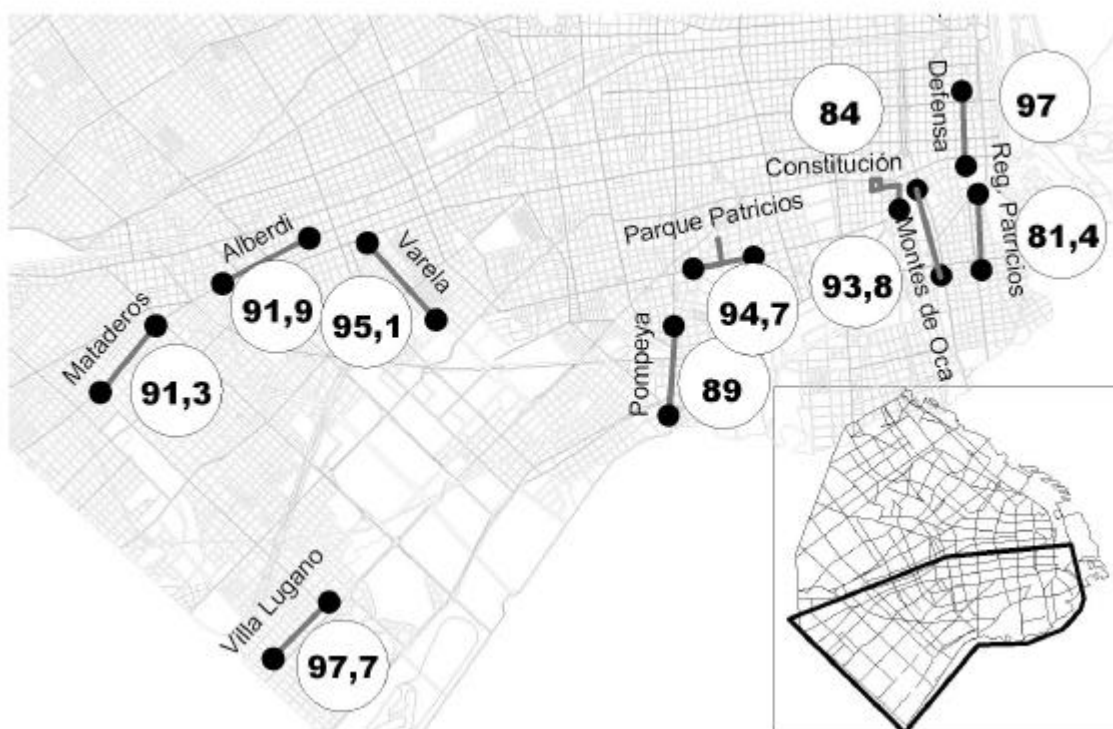 Defensa
97
84
Constitución
Reg. Patricios
81,4
Parque Patricios
Montes de Oca
93,8
Alberdi
91,9
Varela
95,1
94,7
Mataderos
91,3
Pompeya
89
Villa Lugano
97,7